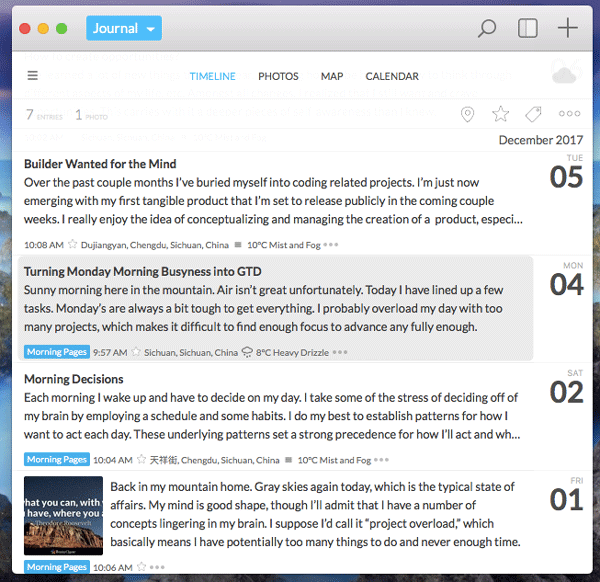 Journal
TIMELINE PHOTOS MAP CALENDAR
7 ENTRIES 1 PHOTO
December 2017
Builder Wanted for the Mind
Over the past couple months I've buried myself into coding related projects. I'm just now
emerging with my first tangible product that I'm set to release publicly in the coming couple
weeks. I really enjoy the idea of conceptualizing and managing the creation of a product, especi...
10:08 AM Dujiangyan, Chengdu, Sichuan, China 10°C Mist and Fog
TUE
05
Turning Monday Morning Busyness into GTD
Sunny morning here in the mountain. Air isn't great unfortunately. Today I have lined up a few
tasks. Monday's are always a bit tough to get everything. I probably overload my day with too
many projects, which makes it difficult to find enough focus to advance any fully enough.
Morning Pages 9:57 AM Sichuan, Sichuan, China 8°C Heavy Drizzle
MON
04
Morning Decisions
Each morning I wake up and have to decide on my day. I take some of the stress of deciding off of
my brain by employing a schedule and some habits. I do my best to establish patterns for how I
want to act each day. These underlying patterns set a strong precedence for how I'll act and wh...
Morning Pages 10:04 AM 天祥街, Chengdu, Sichuan, China 10°C Mist and Fog
SAT
02
what you can, with
have, where you a
Theodore Roosevelt
Back in my mountain home. Gray skies again today, which is the typical state of
affairs. My mind is good shape, though I'll admit that I have a number of
concepts lingering in my brain. I suppose I'd call it "project overload," which
basically means I have potentially too many things to do and never enough time.
Morning Pages 10:06 AM
FRI
01